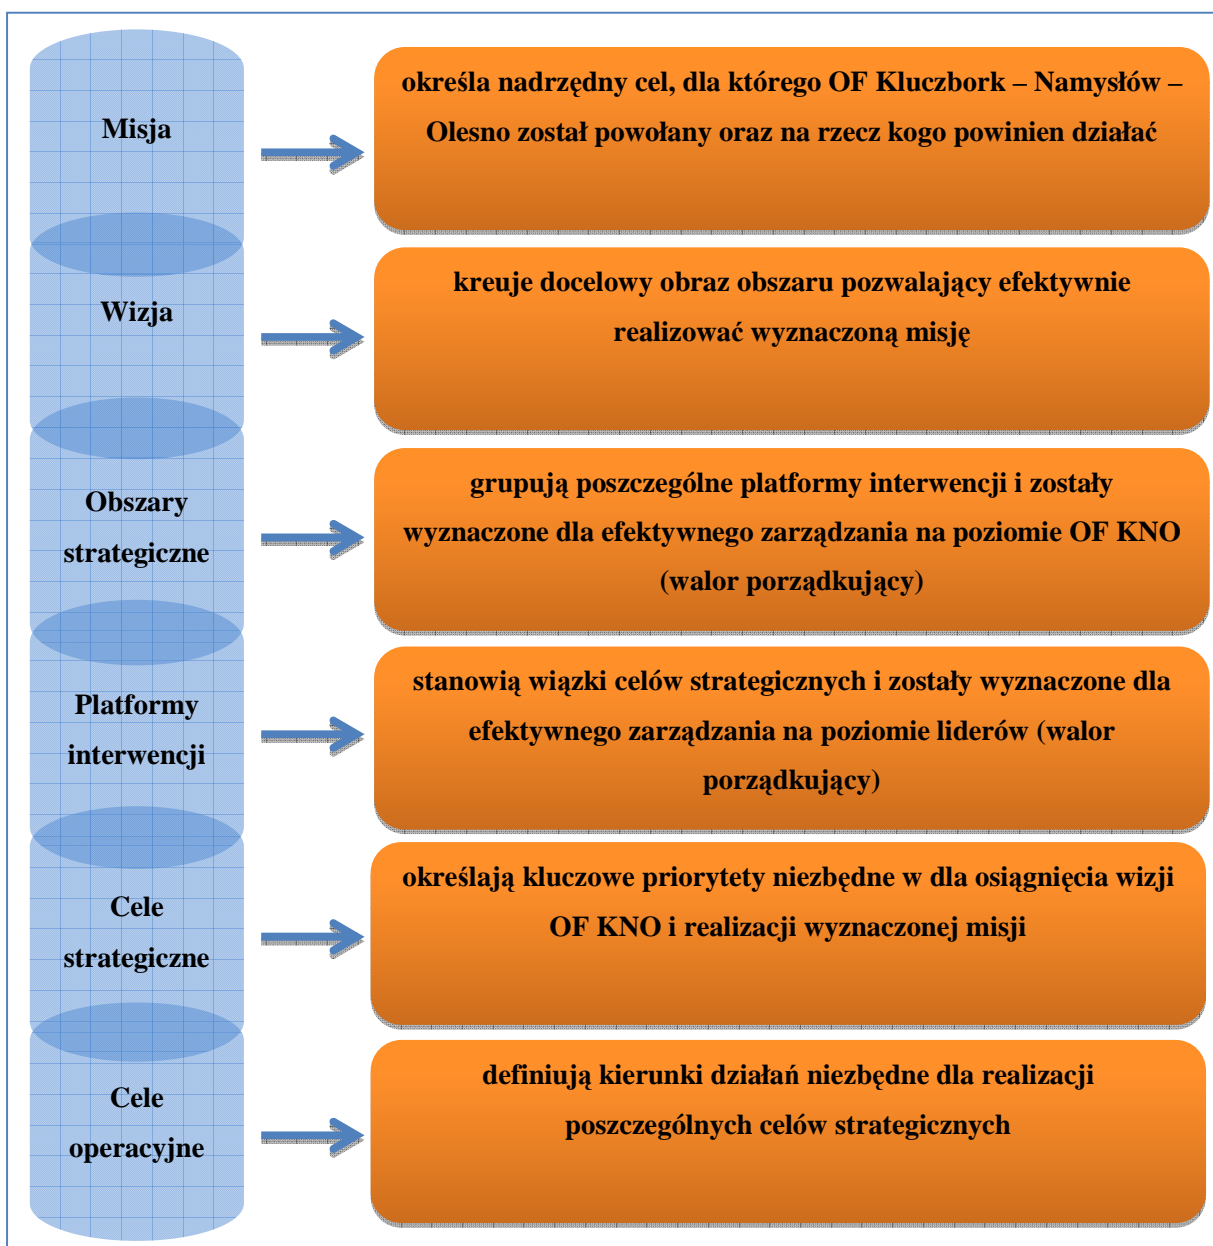 Misja
określa nadrzędny cel, dla którego OF Kluczbork – Namysłów –
Olesno został powołany oraz na rzecz kogo powinien działać
Wizja
kreuje docelowy obraz obszaru pozwalający efektywnie
realizować wyznaczoną misję
Obszary
strategiczne
grupują poszczególne platformy interwencji i zostały
wyznaczone dla efektywnego zarządzania na poziomie OF KNO
(walor porządkujący)
Platformy
interwencji
stanowią wiązki celów strategicznych i zostały wyznaczone dla
efektywnego zarządzania na poziomie liderów (walor
porządkujący)
Cele
strategiczne
określają kluczowe priorytety niezbędne w dla osiągnięcia wizji
OF KNO i realizacji wyznaczonej misji
Cele
operacyjne
definiują kierunki działań niezbędne dla realizacji
poszczególnych celów strategicznych